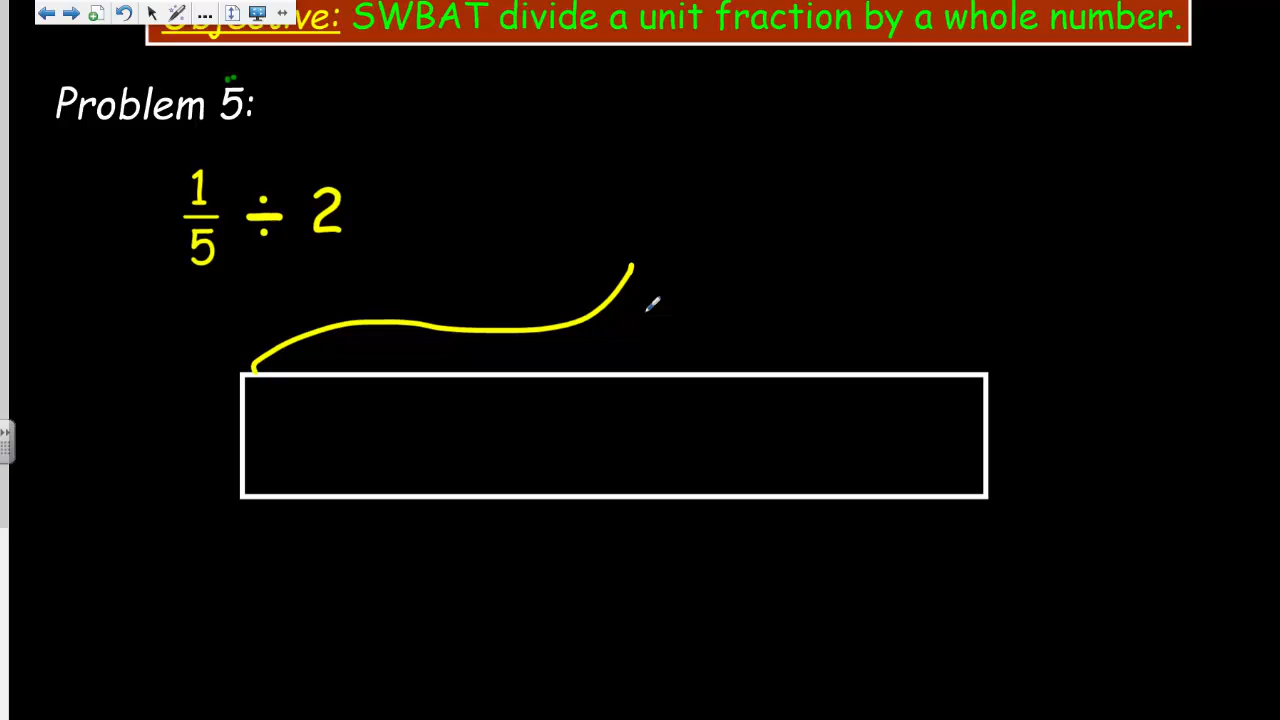 Objective: SWBAT divide a unit fraction by a whole number.
Problem 5:
1/5 ÷ 2